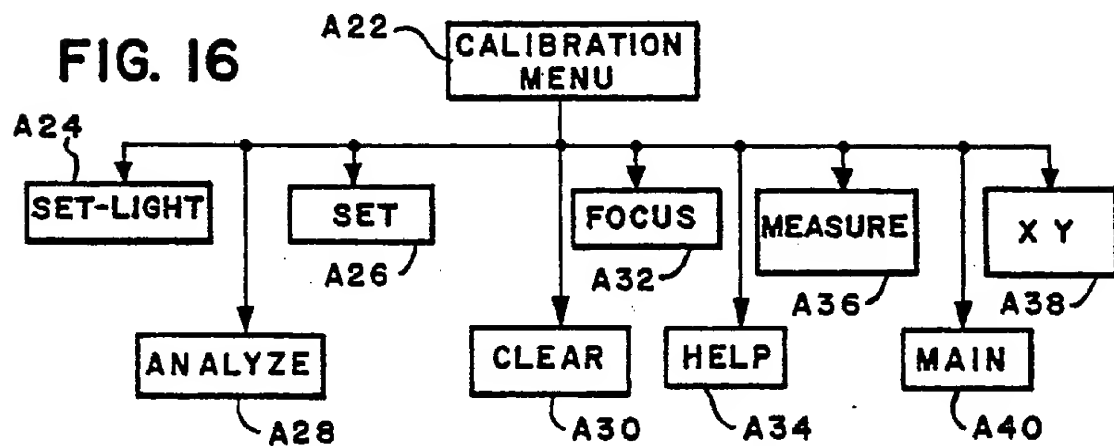 FIG. 16
A22
CALIBRATION
MENU
A24
SET-LIGHT
SET
A26
FOCUS
A32
MEASURE
A36
X Y
A38
ANALYZE
A28
CLEAR
A30
HELP
A34
MAIN
A40